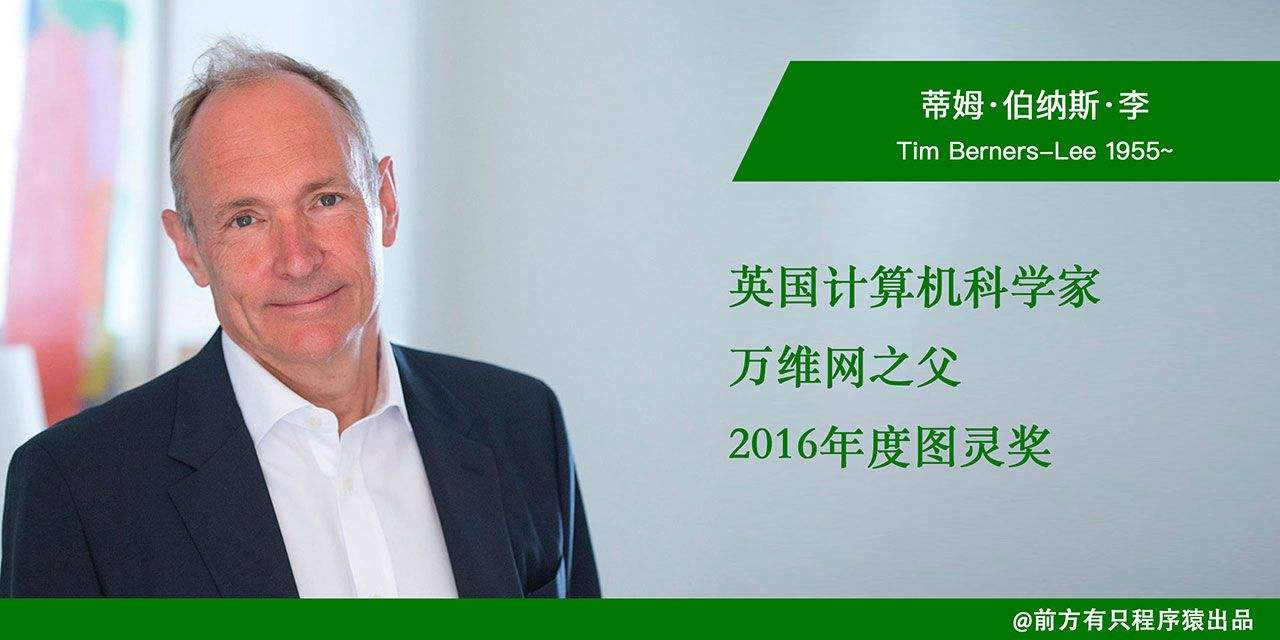 蒂姆·伯纳斯·李
Tim Berners-Lee 1955~
英国计算机科学家
万维网之父
2016年度图灵奖
@前方有只程序猿出品